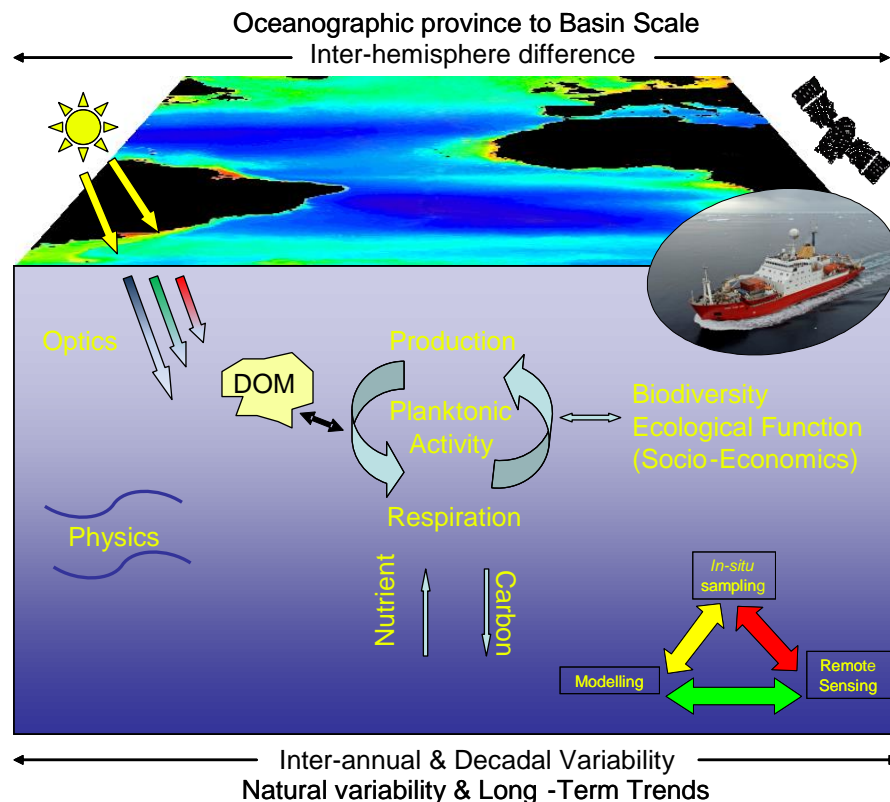 Oceanographic province to Basin Scale
Inter-hemisphere difference
Optics
DOM
Production
Planktonic
Activity
Respiration
Biodiversity
Ecological Function
(Socio-Economics)
Physics
Nutrient
Carbon
In-situ
sampling
Modelling
Remote
Sensing
Inter-annual & Decadal Variability
Natural variability & Long -Term Trends